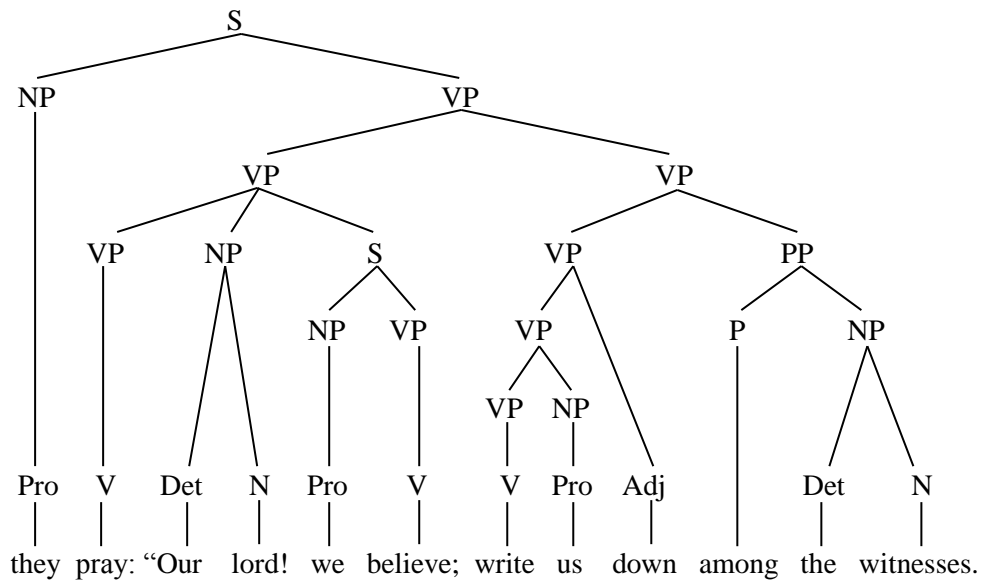 S
NP VP
VP VP
VP NP S VP PP
NP VP VP P NP
VP NP
Pro V Det N Pro V V Pro Adj Det N
they pray: “Our lord! we believe; write us down among the witnesses.